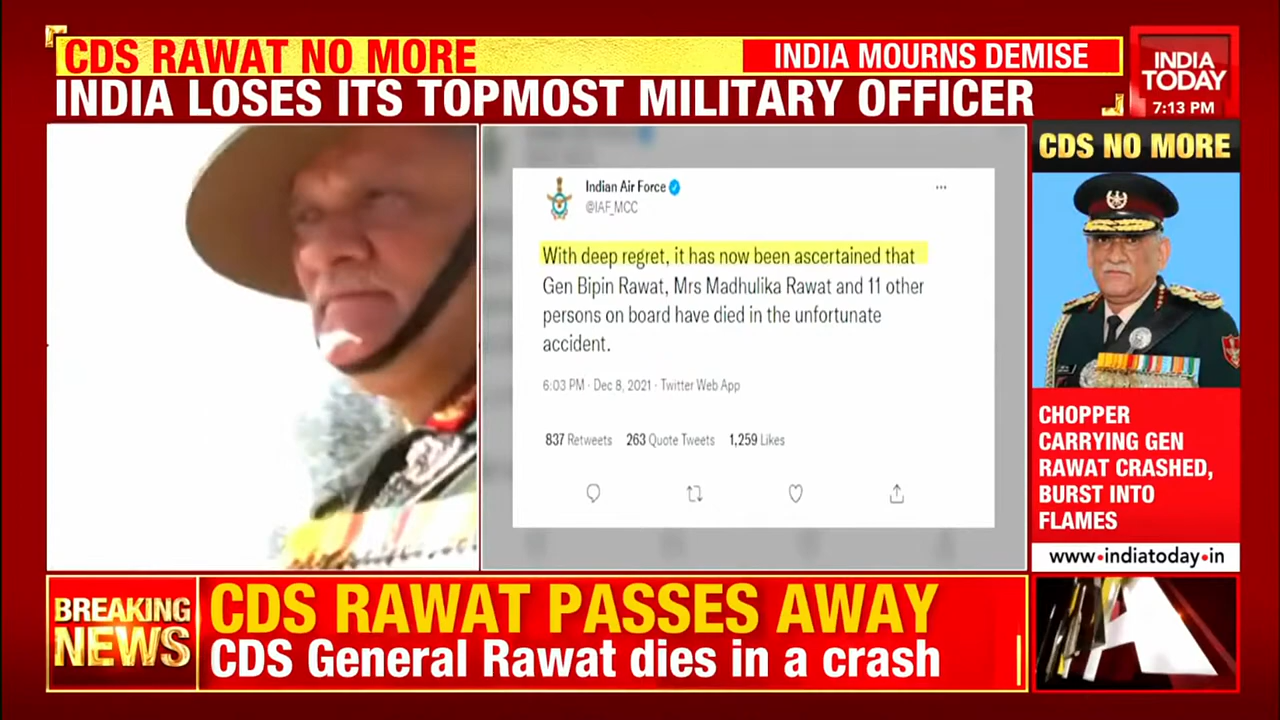 CDS RAWAT NO MORE
INDIA MOURNS DEMISE
INDIA LOSES ITS TOPMOST MILITARY OFFICER
INDIA
TODAY
7:13 PM
Indian Air Force
@IAF_MCC
With deep regret, it has now been ascertained that
Gen Bipin Rawat, Mrs Madhulika Rawat and 11 other
persons on board have died in the unfortunate
accident.
6:03 PM · Dec 8, 2021 · Twitter Web App
837 Retweets 263 Quote Tweets 1,259 Likes
CDS NO MORE
CHOPPER
CARRYING GEN
RAWAT CRASHED,
BURST INTO
FLAMES
www•indiatoday•in
BREAKING
NEWS
CDS RAWAT PASSES AWAY
CDS General Rawat dies in a crash